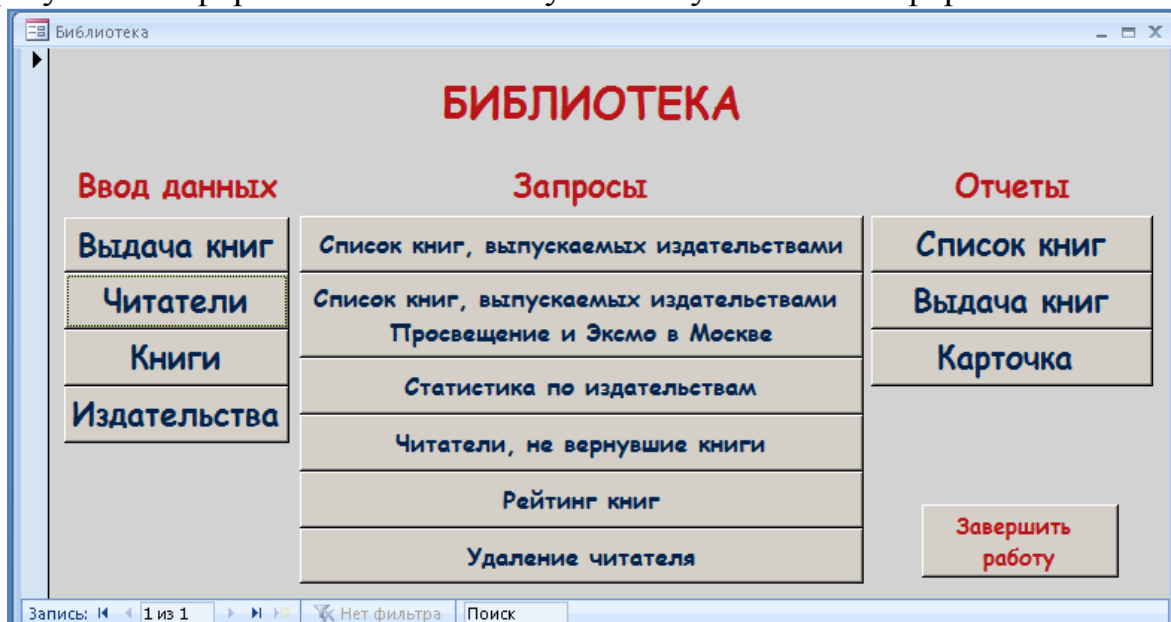 Библиотека
БИБЛИОТЕКА
Ввод данных
Выдача книг
Читатели
Книги
Издательства
Запросы
Список книг, выпускаемых издательствами
Список книг, выпускаемых издательствами
Просвещение и Эксмо в Москве
Статистика по издательствам
Читатели, не вернувшие книги
Рейтинг книг
Удаление читателя
Отчеты
Список книг
Выдача книг
Карточка
Завершить
работу
Запись: 1 из 1 Нет фильтра Поиск